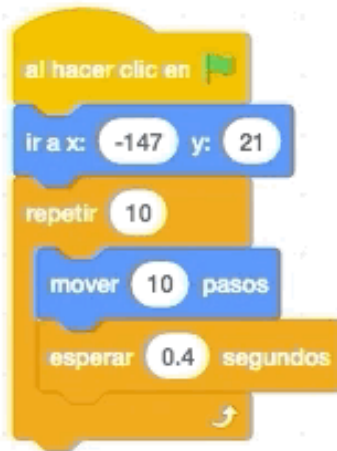 al hacer clic en
ir a x: -147 y: 21
repetir 10
mover 10 pasos
esperar 0.4 segundos